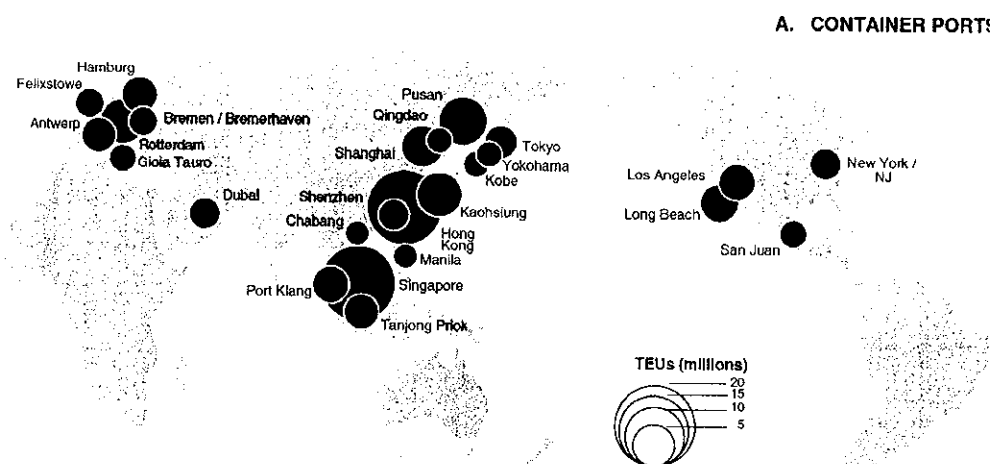 A. CONTAINER PORTS
Hamburg
Felixstowe
Antwerp
Bremen / Bremerhaven
Rotterdam
Gioia Tauro
Dubai
Pusan
Qingdao
Shanghai
Tokyo
Yokohama
Kobe
Shenzhen
Kaohsiung
Chabang
Hong
Kong
Manila
Port Klang
Singapore
Tanjong Priok
Los Angeles
Long Beach
New York /
NJ
San Juan
TEUs (millions)
20
15
10
5